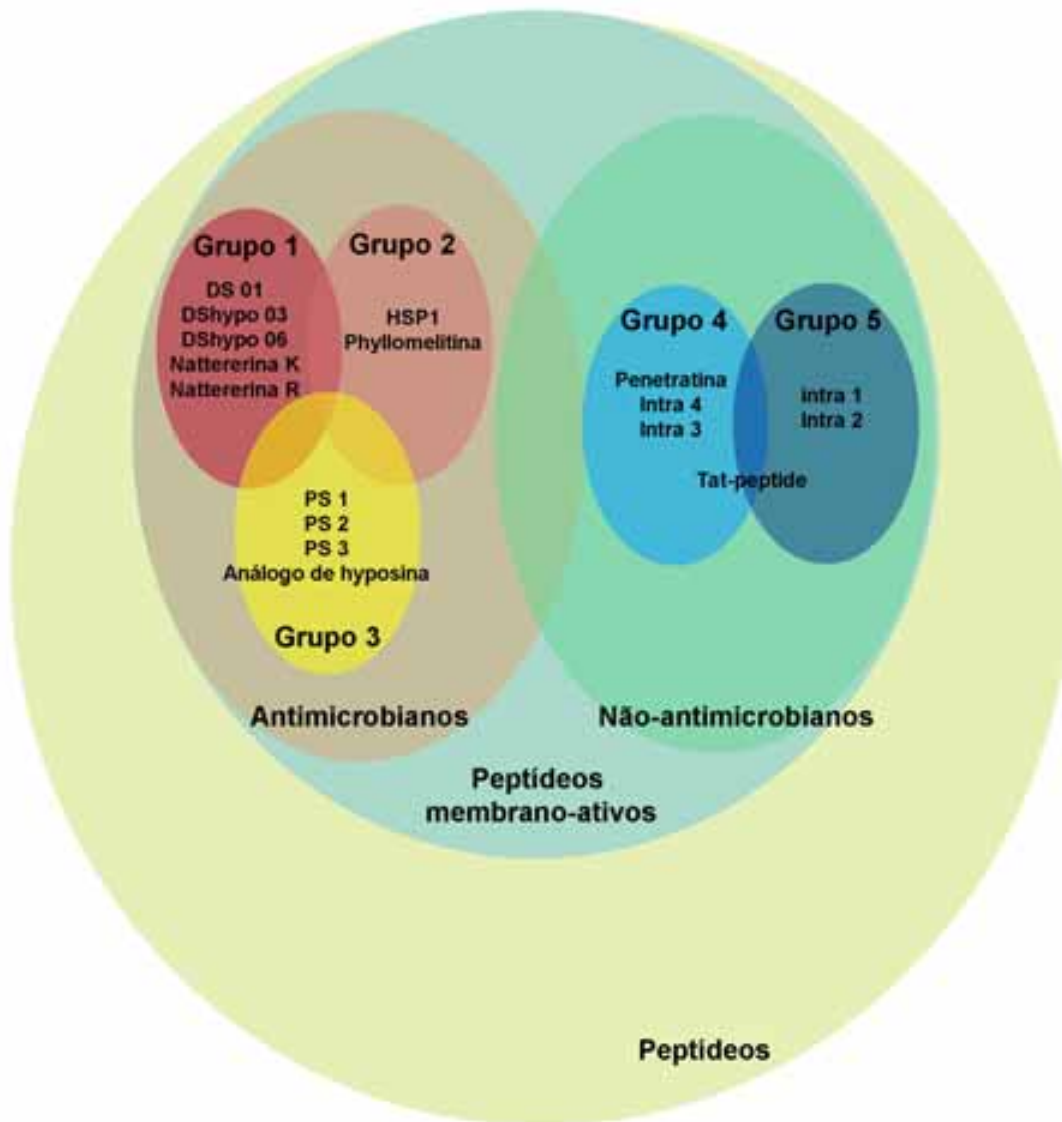 Grupo 1
DS 01
DShypo 03
DShypo 06
Nattererina K
Nattererina R
Grupo 2
HSP1
Phyllomelitina
PS 1
PS 2
PS 3
Análogo de hyposina
Grupo 3
Antimicrobianos
Grupo 4
Penetratina
Intra 4
Intra 3
Grupo 5
Intra 1
Intra 2
Tat-peptide
Não-antimicrobianos
Peptídeos
membrano-ativos
Peptídeos